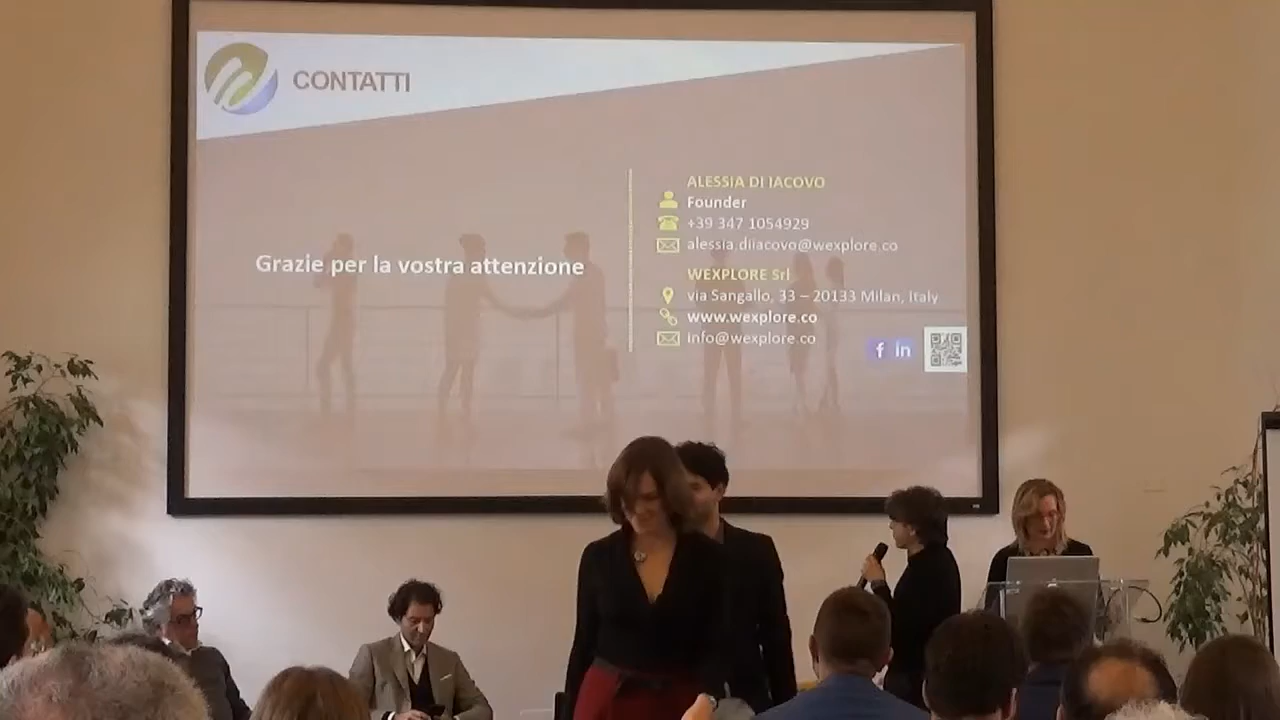 CONTATTI
Grazie per la vostra attenzione
ALESSIA DI IACOVO
Founder
+39 347 1054929
alessia.diiacovo@wexplore.co
WEXPLORE Srl
via Sangallo, 33 – 20133 Milan, Italy
www.wexplore.co
info@wexplore.co
f in